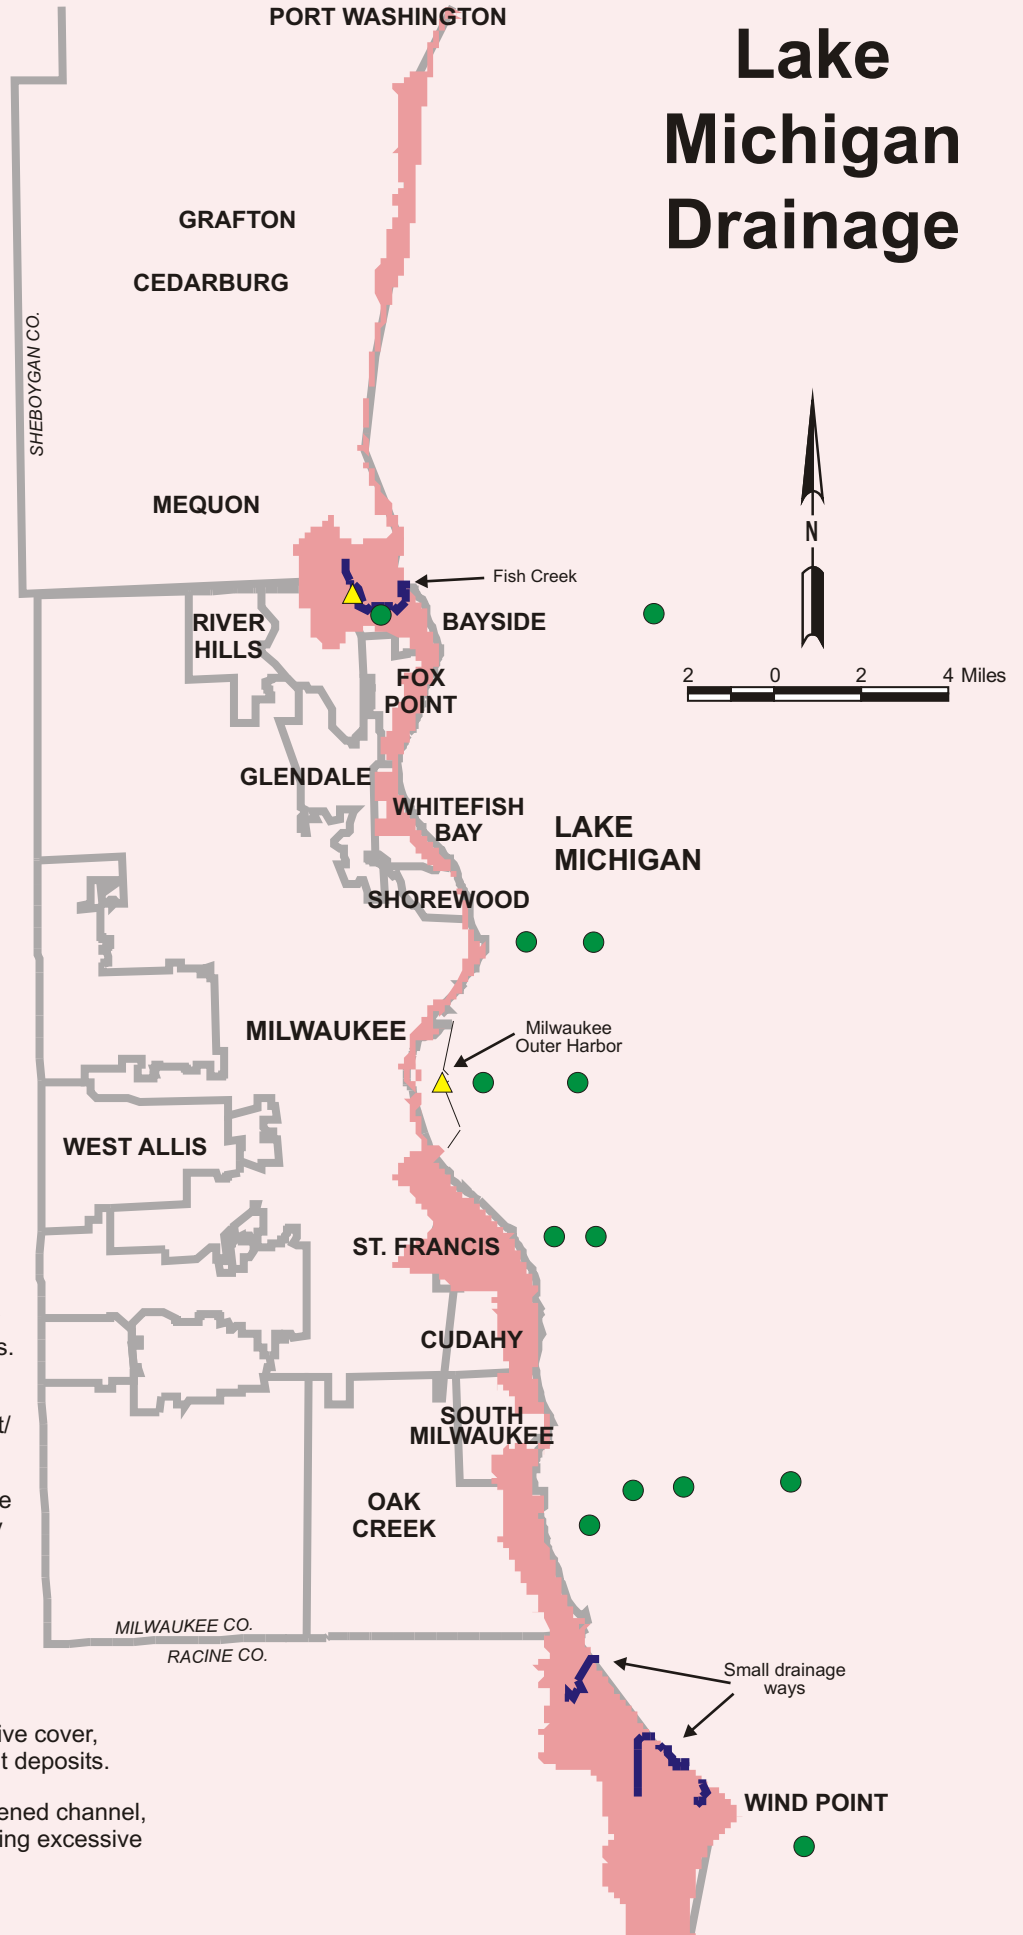 PORT WASHINGTON
Lake
Michigan
Drainage
GRAFTON
CEDARBURG
SHEBOYGAN CO.
MEQUON
N
Fish Creek
RIVER
HILLS
BAYSIDE
2 0 2 4 Miles
FOX
POINT
GLENDALE
WHITEFISH
BAY
LAKE
MICHIGAN
SHOREWOOD
MILWAUKEE
Milwaukee
Outer Harbor
WEST ALLIS
ST. FRANCIS
CUDAHY
s.
SOUTH
MILWAUKEE
t/
OAK
CREEK
e
y
MILWAUKEE CO.
RACINE CO.
Small drainage
ways
ive cover,
t deposits.
WIND POINT
ened channel,
ing excessive